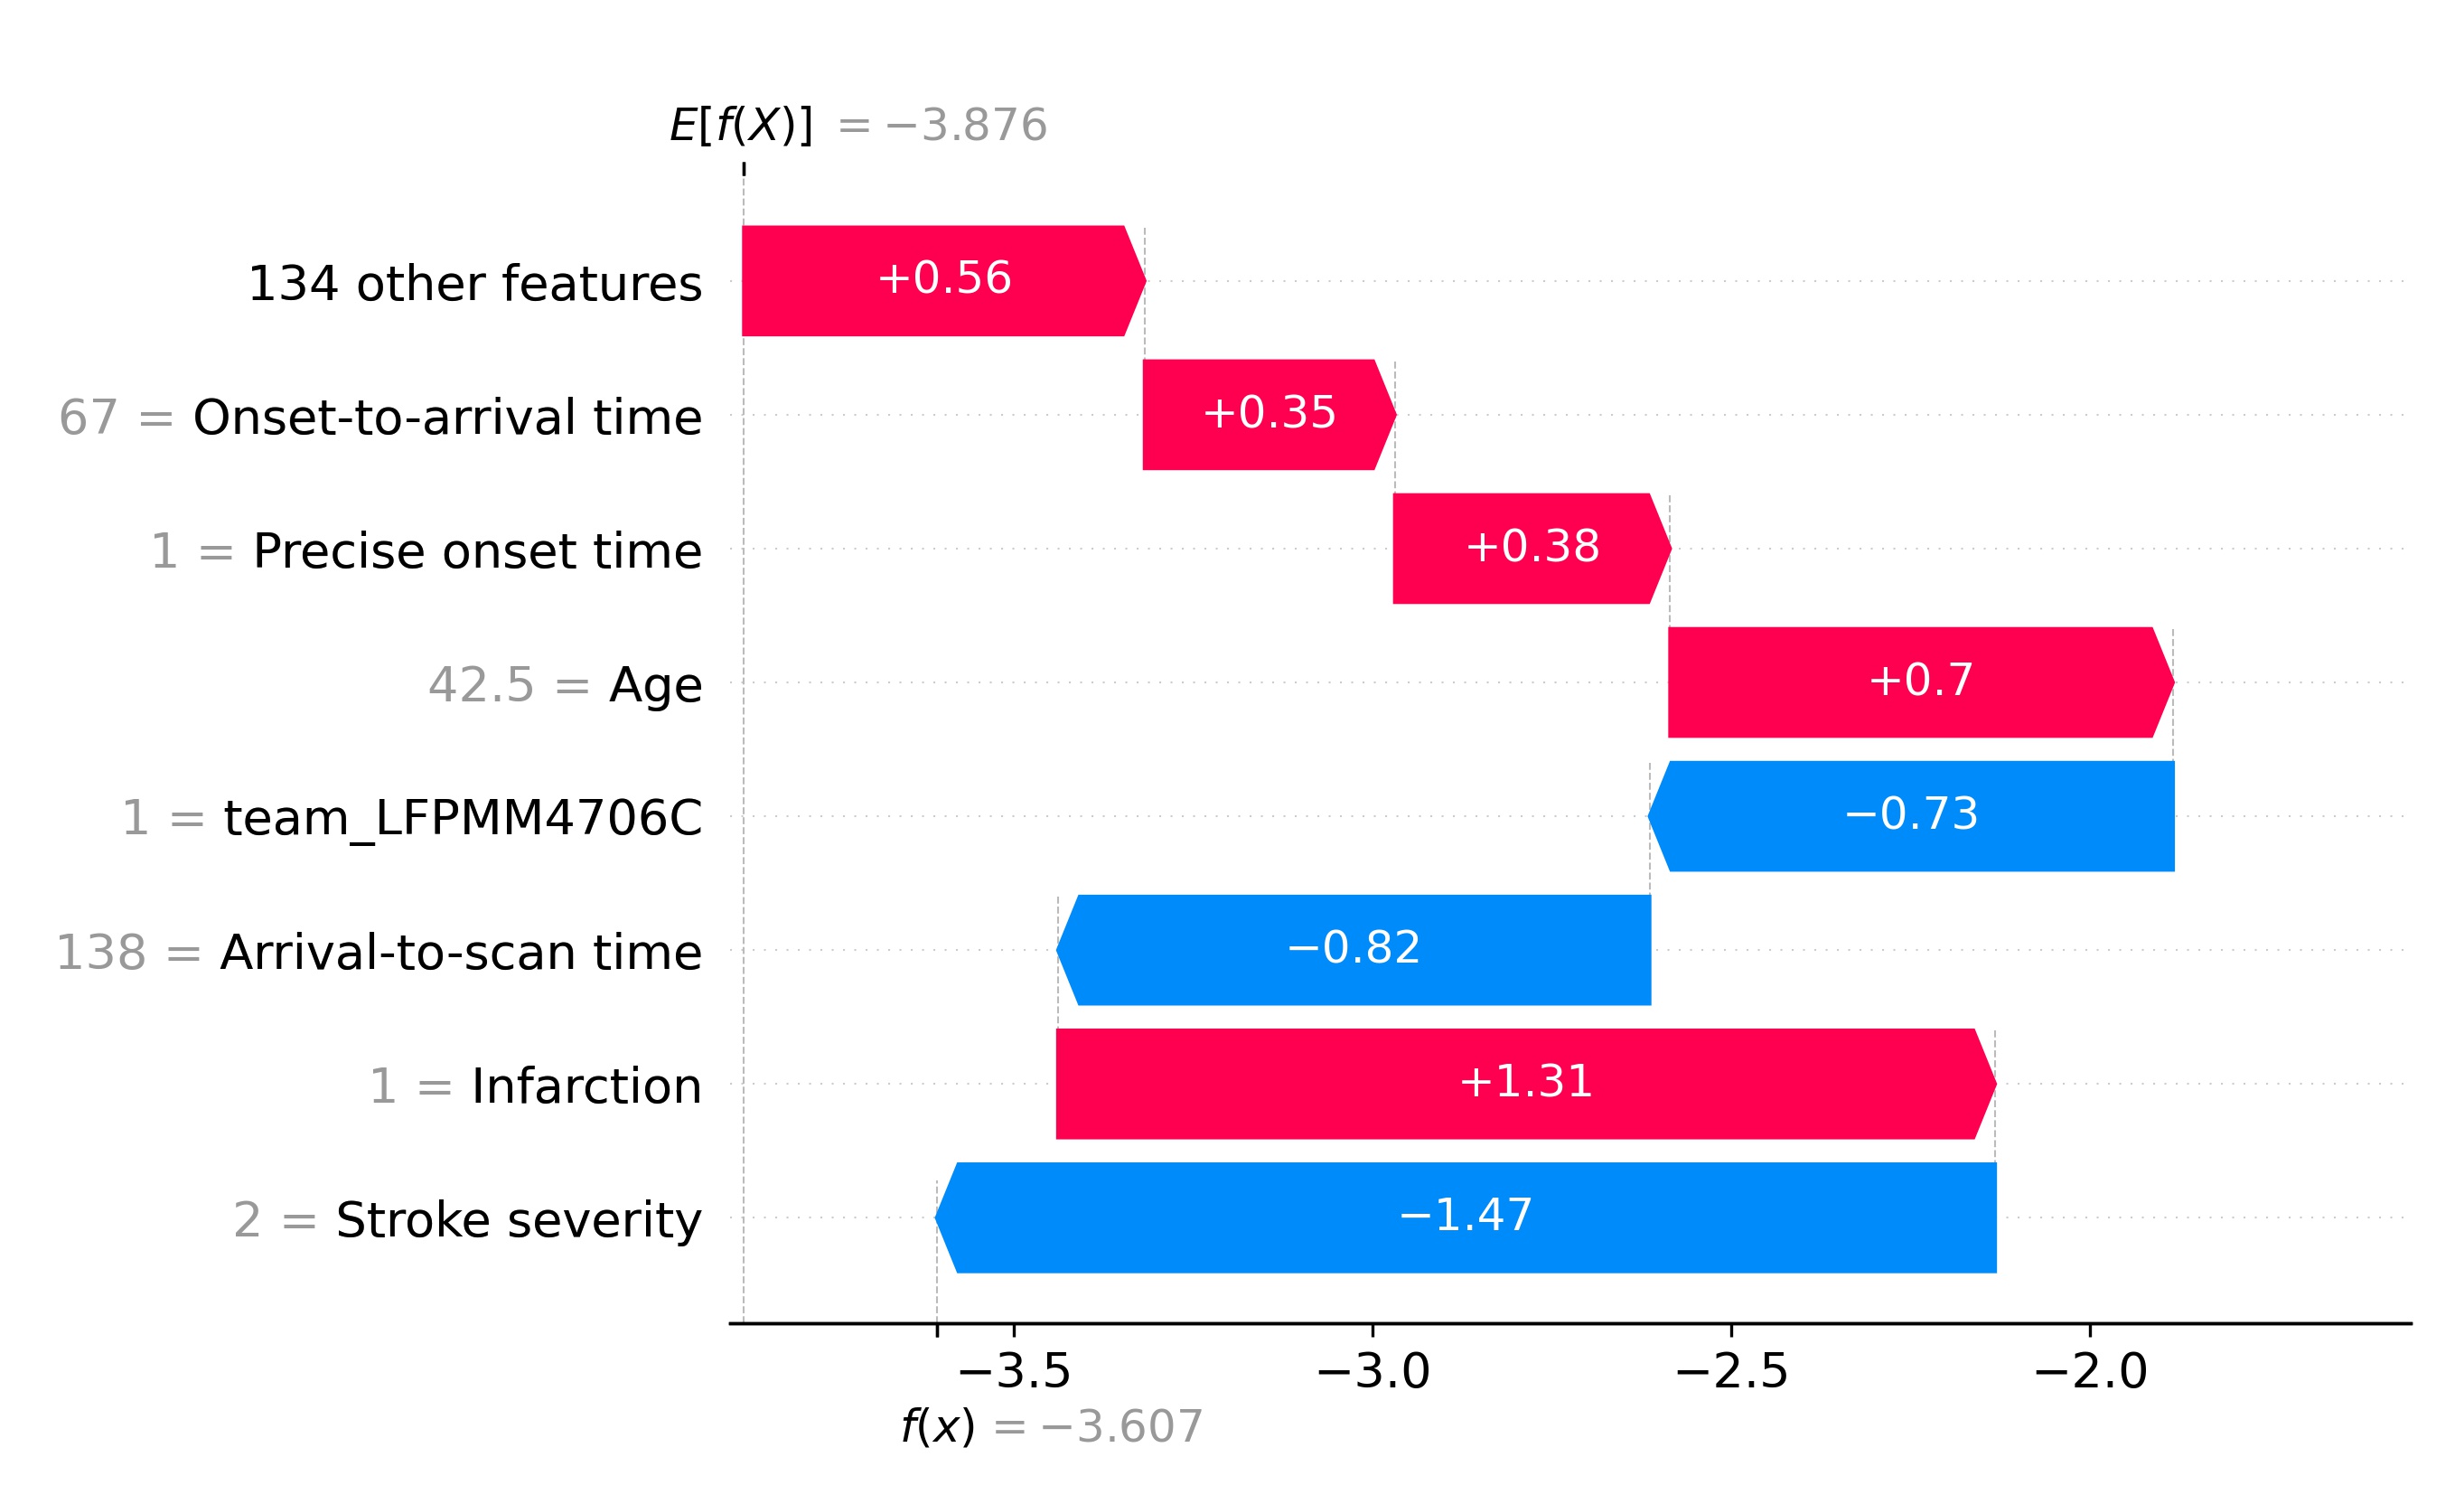 E[f(X)] = −3.876
134 other features +0.56
67 = Onset-to-arrival time +0.35
1 = Precise onset time +0.38
42.5 = Age +0.7
1 = team_LFPMM4706C −0.73
138 = Arrival-to-scan time −0.82
1 = Infarction +1.31
2 = Stroke severity −1.47
−3.5 −3.0 −2.5 −2.0
f(x) = −3.607